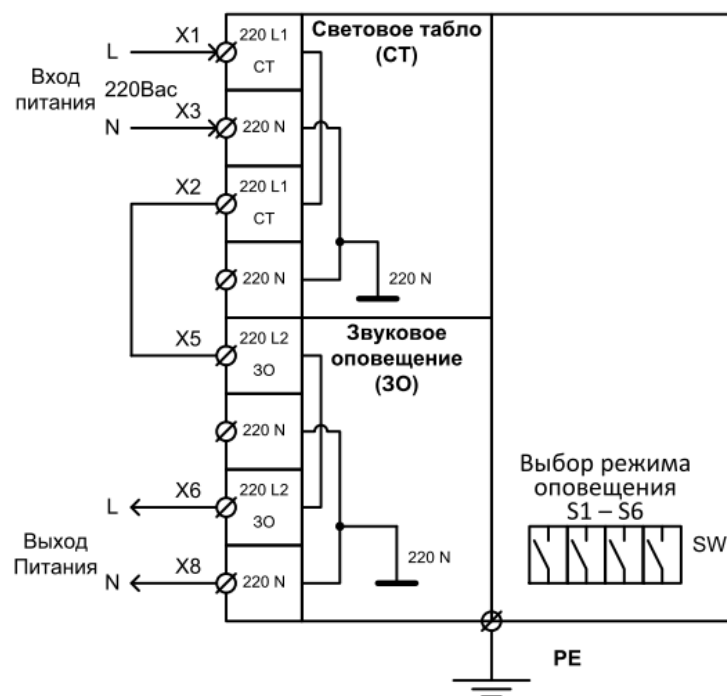 L
X1
220 L1
СТ
Световое табло
(СТ)
Вход
питания
220Вас
N
X3
220 N
X2
220 L1
СТ
220 N
220 N
X5
220 L2
ЗО
Звуковое
оповещение
(ЗО)
220 N
L
X6
220 L2
ЗО
Выход
Питания
N
X8
220 N
220 N
Выбор режима
оповещения
S1 – S6
SW
PE